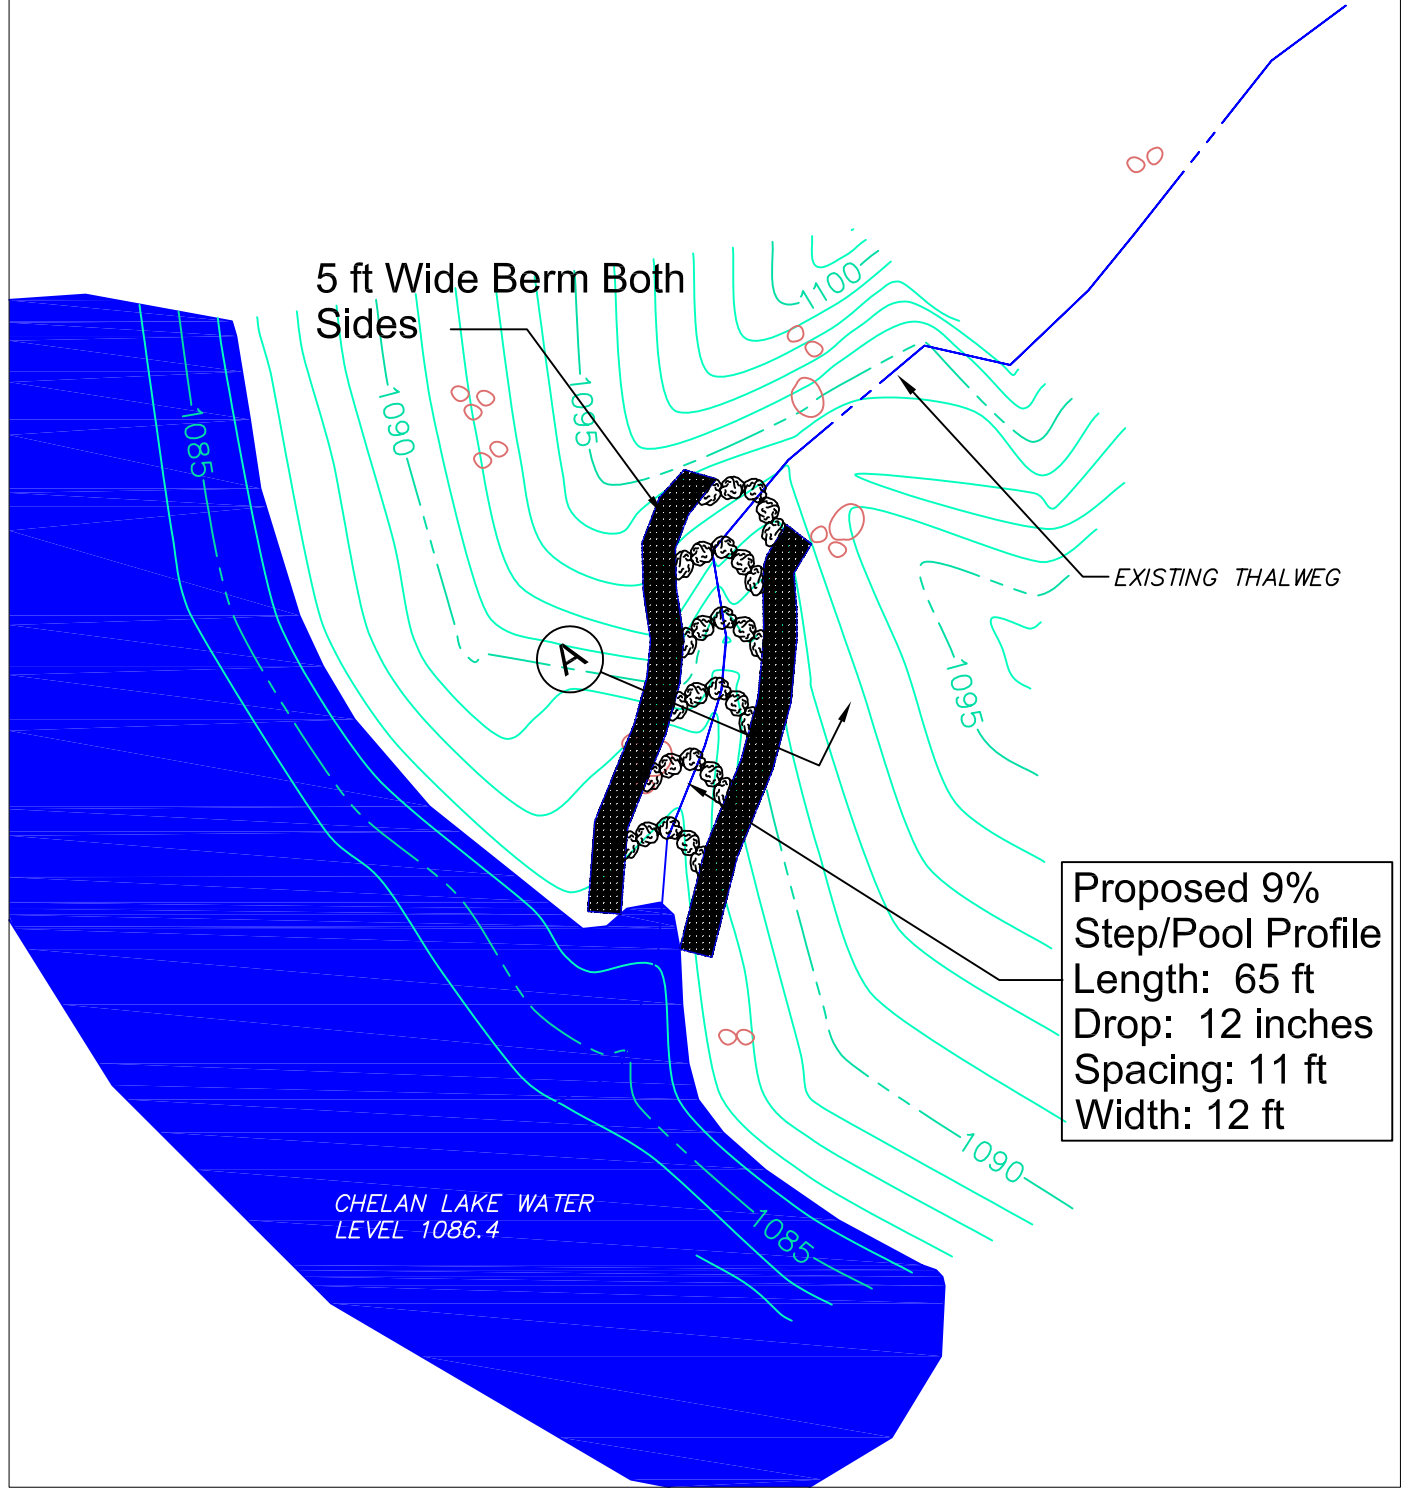 1100
5 ft Wide Berm Both
Sides
1090
1095
1085
EXISTING THALWEG
A
1095
Proposed 9%
Step/Pool Profile
Length: 65 ft
Drop: 12 inches
Spacing: 11 ft
Width: 12 ft
1090
CHELAN LAKE WATER
LEVEL 1086.4
1085